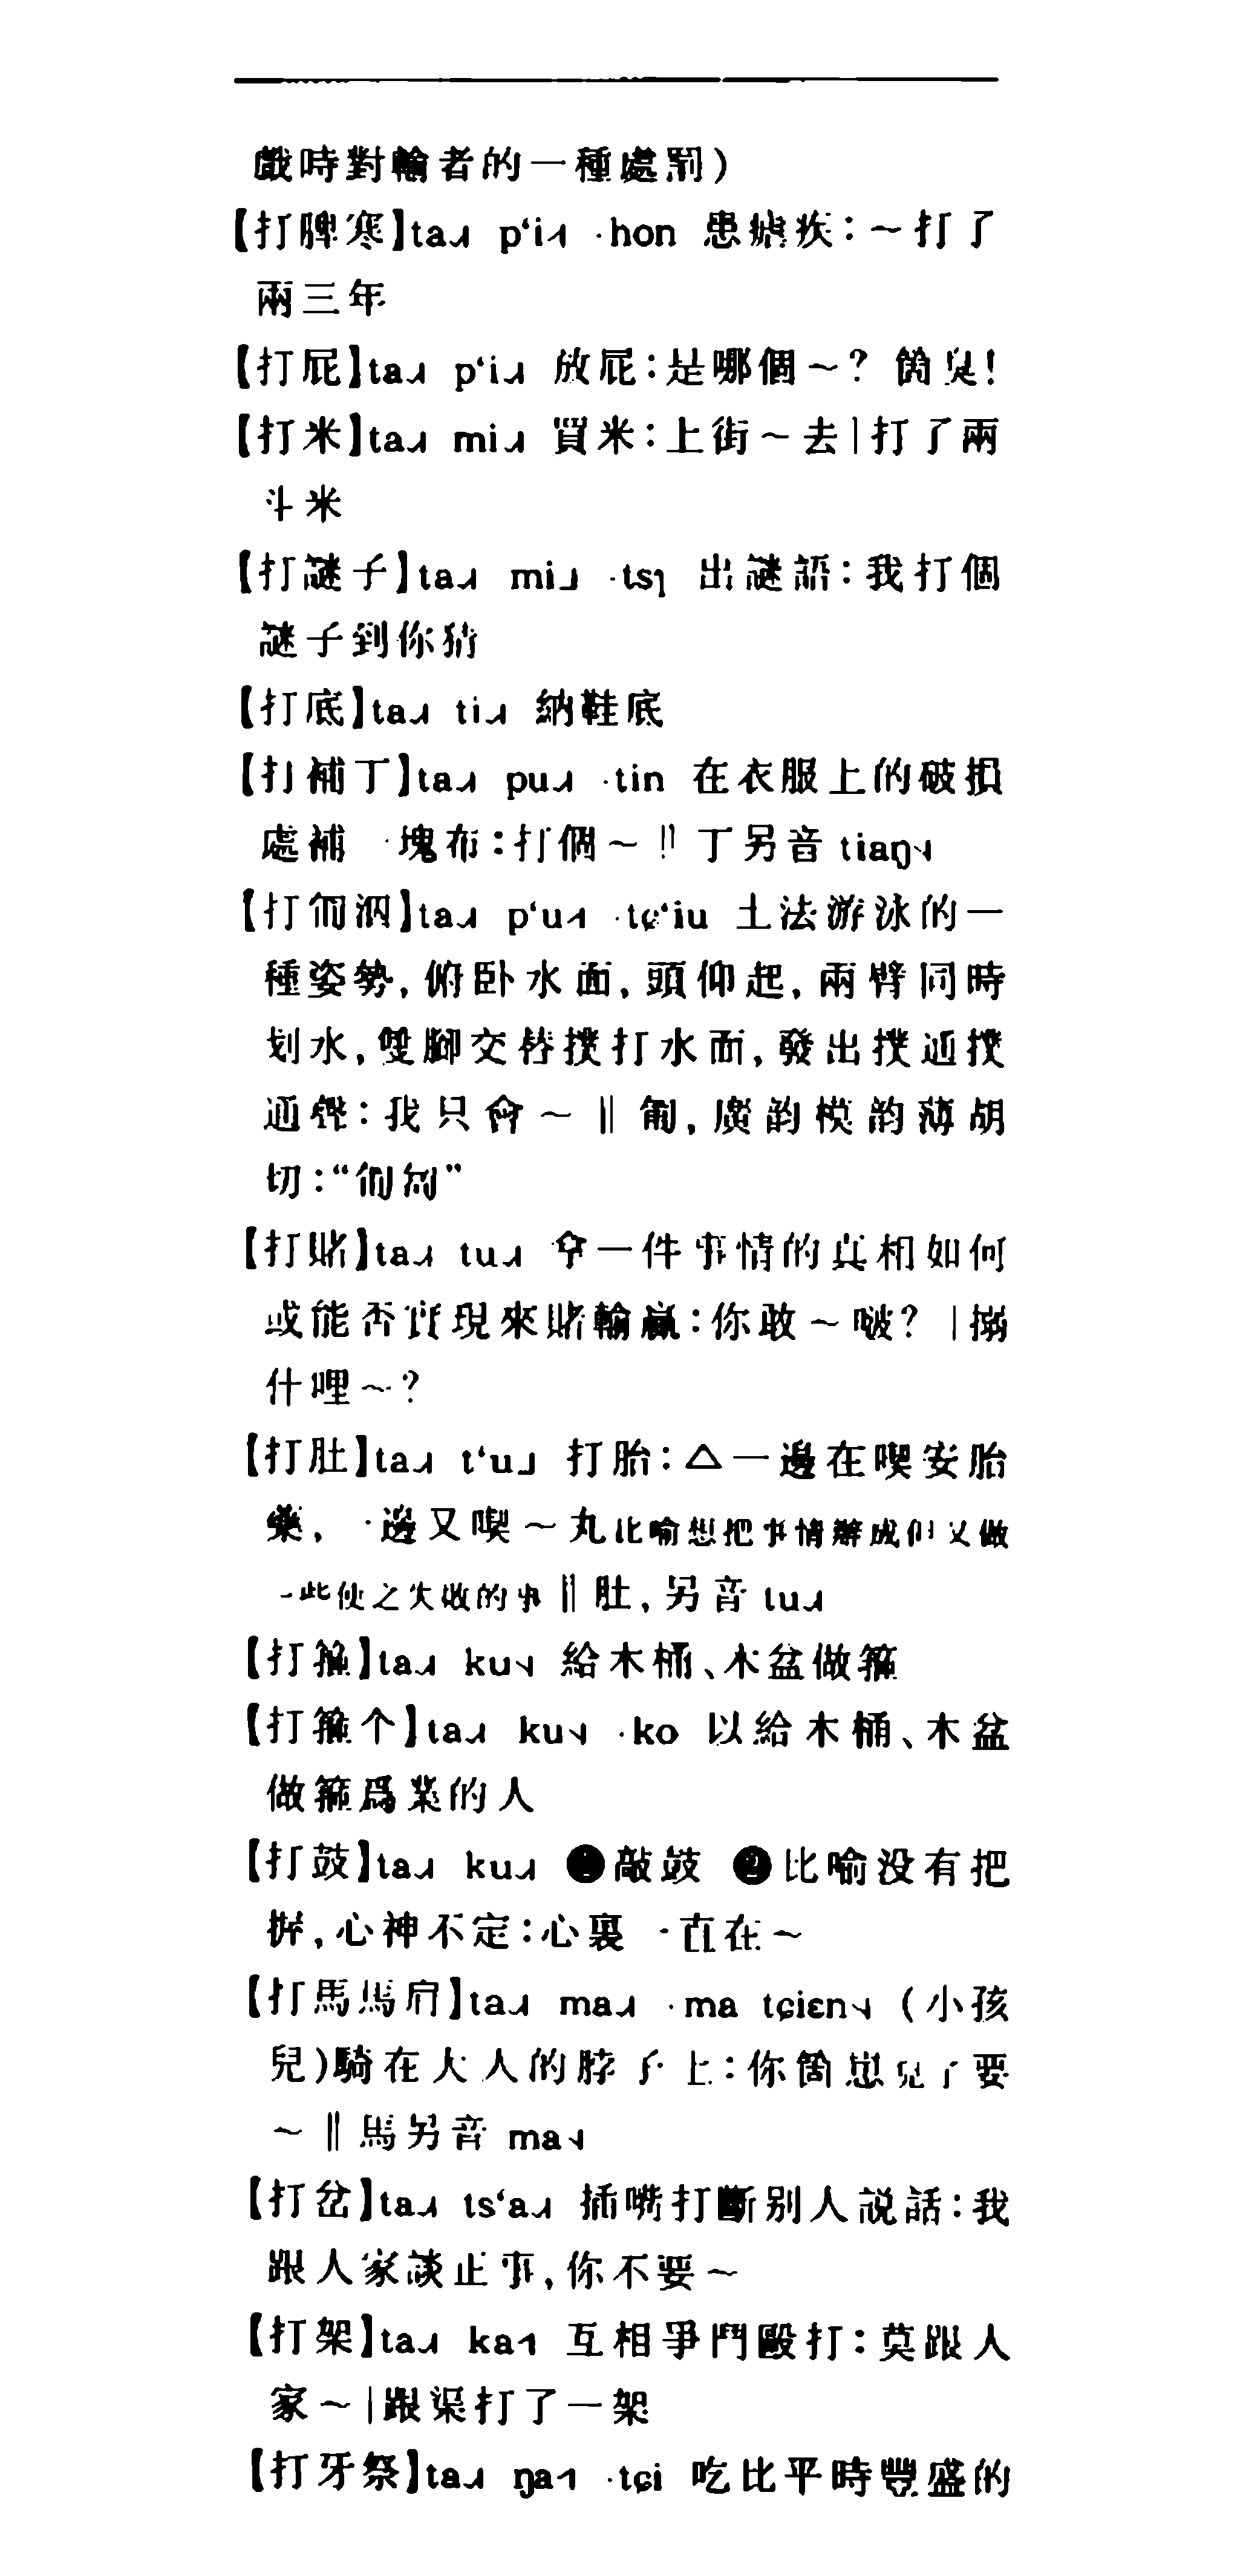 戲時對輸者的一種處罰)
【打脾寒】ta˩˧ p‘i˧˥ ·hon 患瘧疾：～打了
兩三年
【打屁】ta˩˧ p‘i˩˧ 放屁：是哪個～？ 箇臭！
【打米】ta˩˧ mi˩˧ 買米：上街～去｜打了兩
斗米
【打謎子】ta˩˧ mi˩ ·tsɿ 出謎語：我打個
謎子到你猜
【打底】ta˩˧ ti˩˧ 納鞋底
【打補丁】ta˩˧ pu˩˧ ·tin 在衣服上的破損
處補一塊布：打個～‖丁另音 tiaŋ
【打匍泅】ta˩˧ p‘u ·tɕ‘iu 土法游泳的一
種姿勢，俯卧水面，頭仰起，兩臂同時
划水，雙腳交替撲打水面，發出撲通撲
通聲：我只會～‖匍，廣韵模韵薄胡
切：“匍匐”
【打賭】ta˩˧ tu˩˧ 拿一件事情的真相如何
或能否實現來賭輸贏：你敢～啵？｜搦
什哩～？
【打肚】ta˩˧ t‘u˩ 打胎：△一邊在喫安胎
藥，一邊又喫～丸比喻想把事情辦成但又做
一些使之失敗的事‖肚，另音 tu˩˧
【打箍】ta˩˧ ku 給木桶、木盆做箍
【打箍个】ta˩˧ ku ·ko 以給木桶、木盆
做箍爲業的人
【打鼓】ta˩˧ ku˩˧ ❶敲鼓 ❷比喻没有把
握，心神不定：心裏一直在～
【打馬馬肩】ta˩˧ ma˩˧ ·ma tɕiɛn （小孩
兒）騎在大人的脖子上：你箇崽兒了要
～‖馬另音 ma
【打岔】ta˩˧ ts‘a˩˧ 插嘴打斷别人説話：我
跟人家談正事，你不要～
【打架】ta˩˧ ka 互相爭鬥毆打：莫跟人
家～｜跟渠打了一架
【打牙祭】ta˩˧ ŋa ·tɕi 吃比平時豐盛的